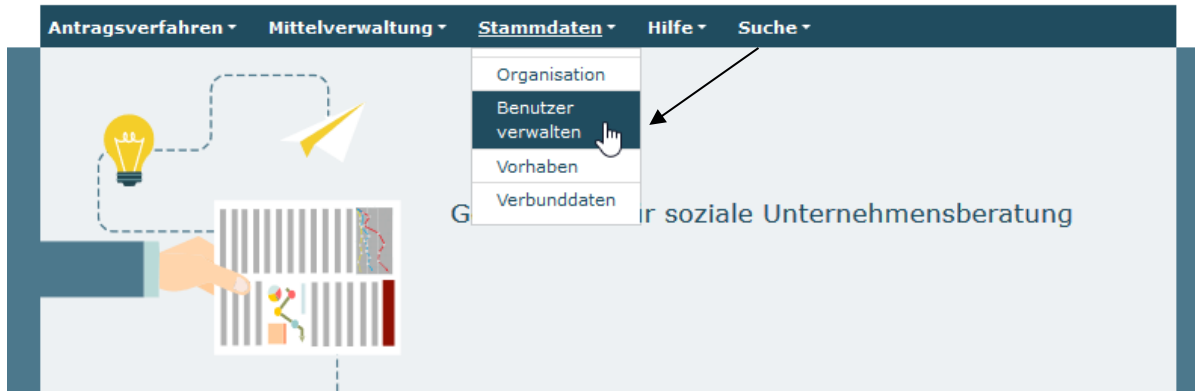 Antragsverfahren Mittelverwaltung Stammdaten Hilfe Suche
Organisation
Benutzer
verwalten
Vorhaben
Verbunddaten
G r soziale Unternehmensberatung